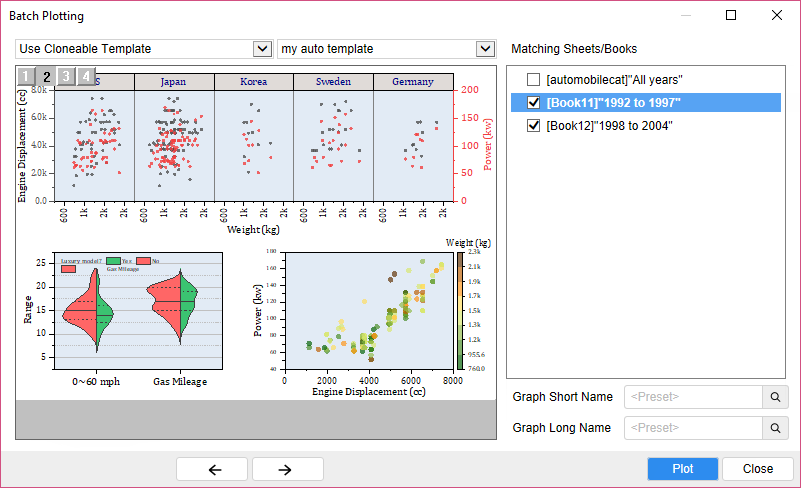 Batch Plotting
Use Cloneable Template
my auto template
Matching Sheets/Books
1 2 3 4
S Japan Korea Sweden Germany
8.0k
6.0k
4.0k
2.0k
0.0
Engine Displacement (cc)
200
150
100
50
0
Power (kw)
600 1k 2k 2k 600 1k 2k 2k 600 1k 2k 2k 600 1k 2k 2k 600 1k 2k 2k
Weight (kg)
Luxury model? Yes No
Gas Mileage
25
20
15
10
5
Range
0~60 mph Gas Mileage
180
160
140
120
100
80
60
40
Power (kw)
0 2000 4000 6000 8000
Engine Displacement (cc)
Weight (kg)
2.3k
2.1k
1.9k
1.7k
1.5k
1.3k
1.2k
955.6
760.0
[automobilecat]"All years"
[Book11]"1992 to 1997"
[Book12]"1998 to 2004"
Graph Short Name <Preset>
Graph Long Name <Preset>
Plot
Close